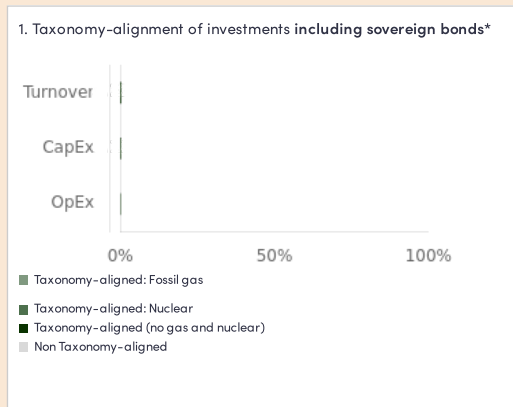 1. Taxonomy-alignment of investments including sovereign bonds*
Turnover
CapEx
OpEx
0% 50% 100%
Taxonomy-aligned: Fossil gas
Taxonomy-aligned: Nuclear
Taxonomy-aligned (no gas and nuclear)
Non Taxonomy-aligned